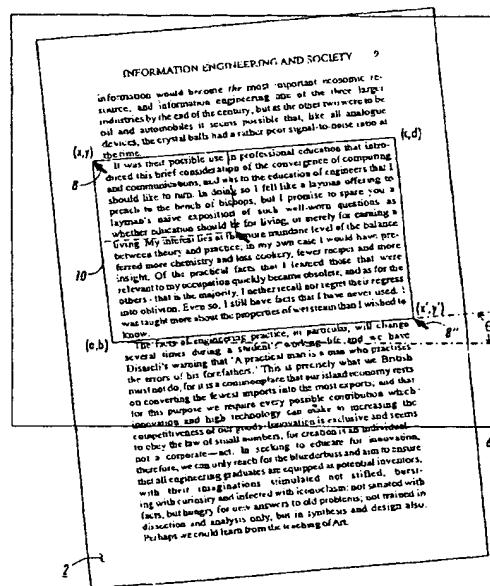 INFORMATION ENGINEERING AND SOCIETY 9
information would become the most important economic re-
source, and information engineering one of the three larger
industries by the end of the century, but as the other two were to be
oil and automobiles it seems possible that, like all analogue
devices, the crystal balls had a rather poor signal-to-noise ratio at
the time.
(x,y) (c,d)
8
It was their possible use in professional education that intro-
duced this brief consideration of the convergence of computing
and communications, and was to the education of engineers that I
should like to turn. In doing so I feel like a layman offering to
preach to the bench of bishops, but I promise to spare you a
layman's naive exposition of such well-worn questions as
whether education should be for living, or merely for earning a
living. My interest lies at the more mundane level of the balance
between theory and practice; in my own case I would have pre-
ferred more chemistry and less cookery, fewer recipes and more
insight. Of the practical facts that I learned those that were
relevant to my occupation quickly became obsolete, and as for the
others - that is the majority, I neither recall nor regret their regress
into oblivion. Even so, I still have facts that I have never used. I
was taught more about the properties of wet steam than I wished to
know.
10
(a,b) (x',y')
8"
θ
The facts of engineering practice, in particular, will change
several times during a student's working life, and we have
Disraeli's warning that 'A practical man is a man who practises
the errors of his forefathers.' This is precisely what we British
must not do, for it is a commonplace that our island economy rests
on converting the fewest imports into the most exports; and that
for this purpose we require every possible contribution which
innovation and high technology can make in increasing the
competitiveness of our goods. Innovation is exclusive and seems
to obey the law of small numbers, for creation is an individual-
not a corporate—act. In seeking to educate for innovation,
therefore, we can only reach for the blunderbuss and aim to ensure
that all engineering graduates are equipped as potential inventors,
with their imaginations stimulated not stifled, burst-
ing with curiosity and infected with iconoclasm: not sanated with
facts, but hungry for new answers to old problems; not trained in
dissection and analysis only, but in synthesis and design also.
Perhaps we could learn from the teaching of Art.
2
6